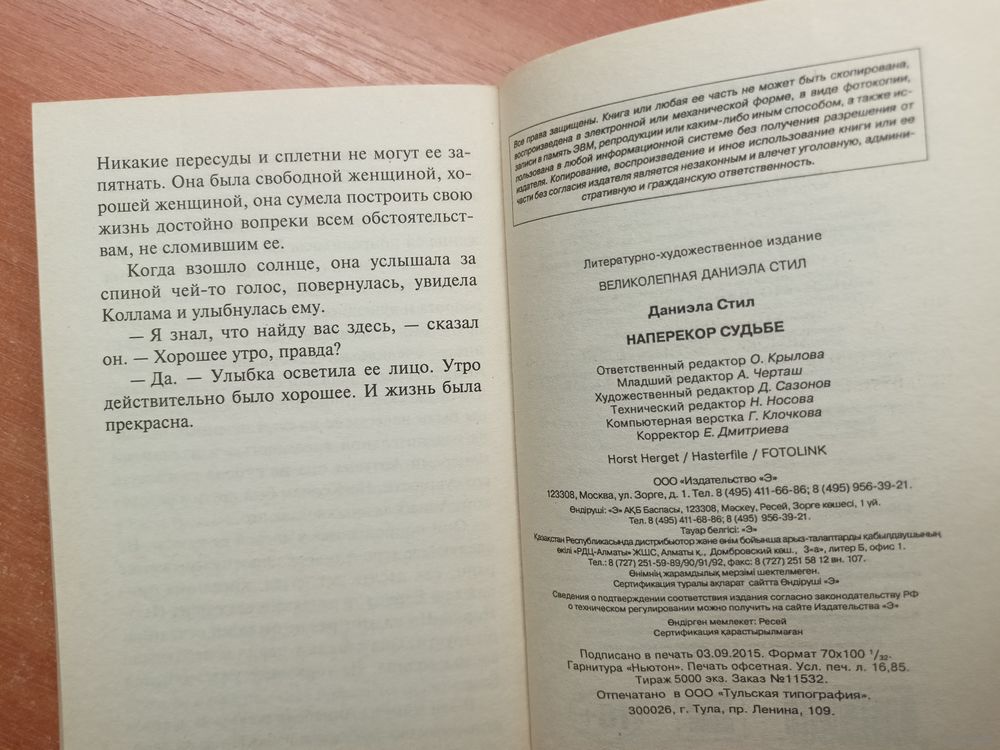 Никакие пересуды и сплетни не могут ее за-
пятнать. Она была свободной женщиной, хо-
рошей женщиной, она сумела построить свою
жизнь достойно вопреки всем обстоятельст-
вам, не сломившим ее.
Когда взошло солнце, она услышала за
спиной чей-то голос, повернулась, увидела
Коллама и улыбнулась ему.
— Я знал, что найду вас здесь, — сказал
он. — Хорошее утро, правда?
— Да. — Улыбка осветила ее лицо. Утро
действительно было хорошее. И жизнь была
прекрасна.
Все права защищены. Книга или любая ее часть не может быть скопирована,
воспроизведена в электронной или механической форме, в виде фотокопии,
записи в память ЭВМ, репродукции или каким-либо иным способом, а также ис-
пользована в любой информационной системе без получения разрешения от
издателя. Копирование, воспроизведение и иное использование книги или ее
части без согласия издателя является незаконным и влечет уголовную, админи-
стративную и гражданскую ответственность.
Литературно-художественное издание
ВЕЛИКОЛЕПНАЯ ДАНИЭЛА СТИЛ
Даниэла Стил
НАПЕРЕКОР СУДЬБЕ
Ответственный редактор О. Крылова
Младший редактор А. Черташ
Художественный редактор Д. Сазонов
Технический редактор Н. Носова
Компьютерная верстка Г. Клочкова
Корректор Е. Дмитриева
Horst Herget / Hasterfile / FOTOLINK
ООО «Издательство «Э»
123308, Москва, ул. Зорге, д. 1. Тел. 8 (495) 411-66-86; 8 (495) 956-39-21.
Өндіруші: «Э» АҚБ Баспасы, 123308, Мәскеу, Ресей, Зорге көшесі, 1 үй.
Тел. 8 (495) 411-68-86; 8 (495) 956-39-21.
Тауар белгісі: «Э»
Қазақстан Республикасында дистрибьютор және өнім бойынша арыз-талаптарды қабылдаушының
өкілі «РДЦ-Алматы» ЖШС, Алматы қ., Домбровский көш., 3«а», литер Б, офис 1.
Тел.: 8 (727) 251-59-89/90/91/92, факс: 8 (727) 251 58 12 вн. 107.
Өнімнің жарамдылық мерзімі шектелмеген.
Сертификация туралы ақпарат сайтта Өндіруші «Э»
Сведения о подтверждении соответствия издания согласно законодательству РФ
о техническом регулировании можно получить на сайте Издательства «Э»
Өндірген мемлекет: Ресей
Сертификация қарастырылмаған
Подписано в печать 03.09.2015. Формат 70x100 1/32.
Гарнитура «Ньютон». Печать офсетная. Усл. печ. л. 16,85.
Тираж 5000 экз. Заказ №11532.
Отпечатано в ООО «Тульская типография».
300026, г. Тула, пр. Ленина, 109.